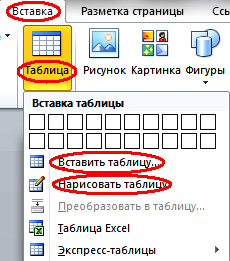 Вставка Разметка страницы Ссы
Таблица Рисунок Картинка Фигуры
Вставка таблицы
Вставить таблицу...
Нарисовать таблицу
Преобразовать в таблицу...
Таблица Excel
Экспресс-таблицы